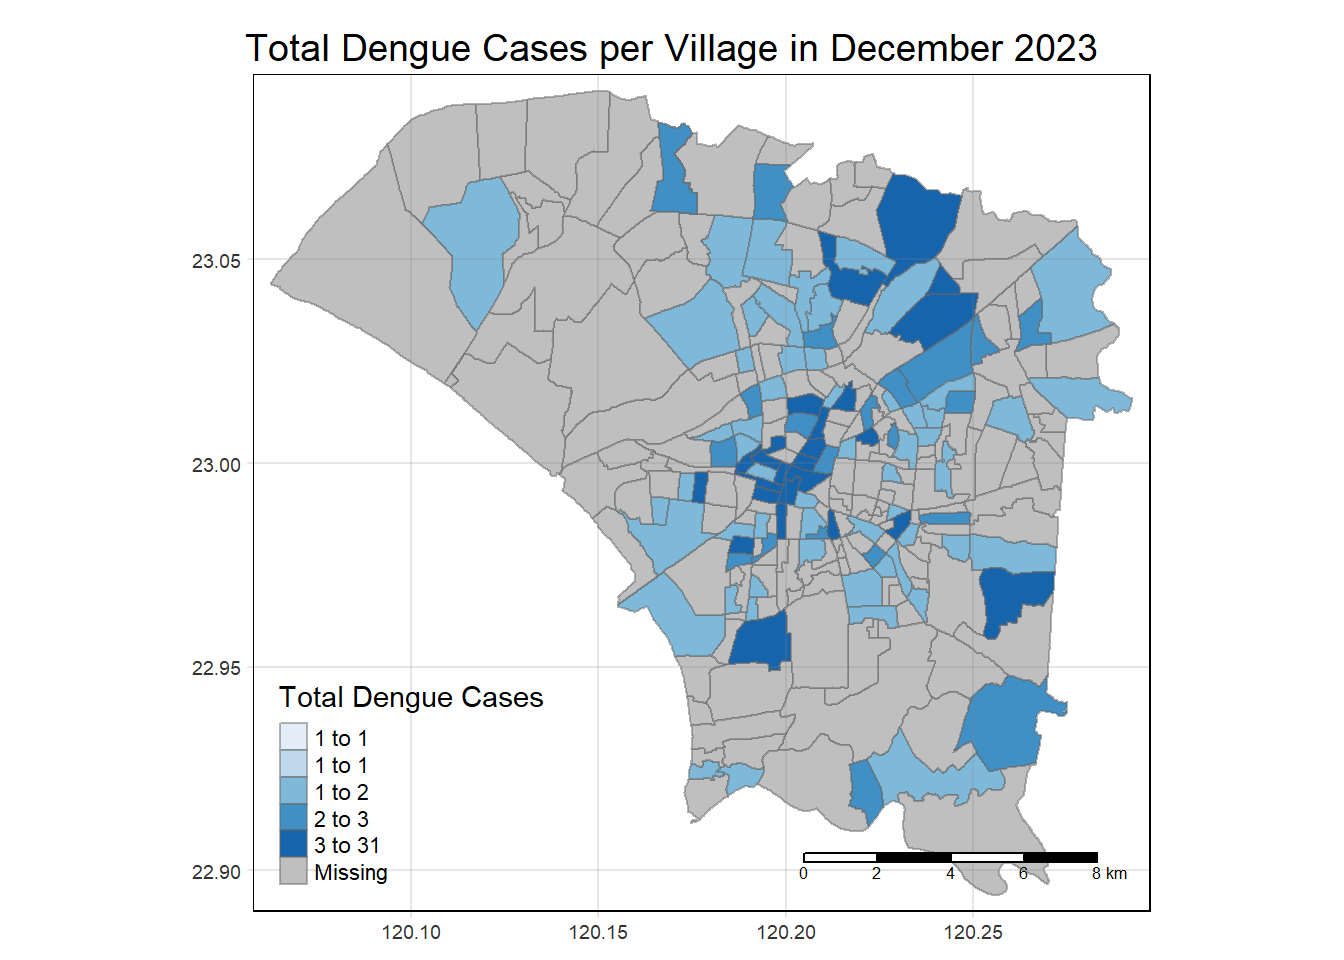 Total Dengue Cases per Village in December 2023
23.05
23.00
22.95
22.90
Total Dengue Cases
1 to 1
1 to 1
1 to 2
2 to 3
3 to 31
Missing
0 2 4 6 8 km
120.10 120.15 120.20 120.25